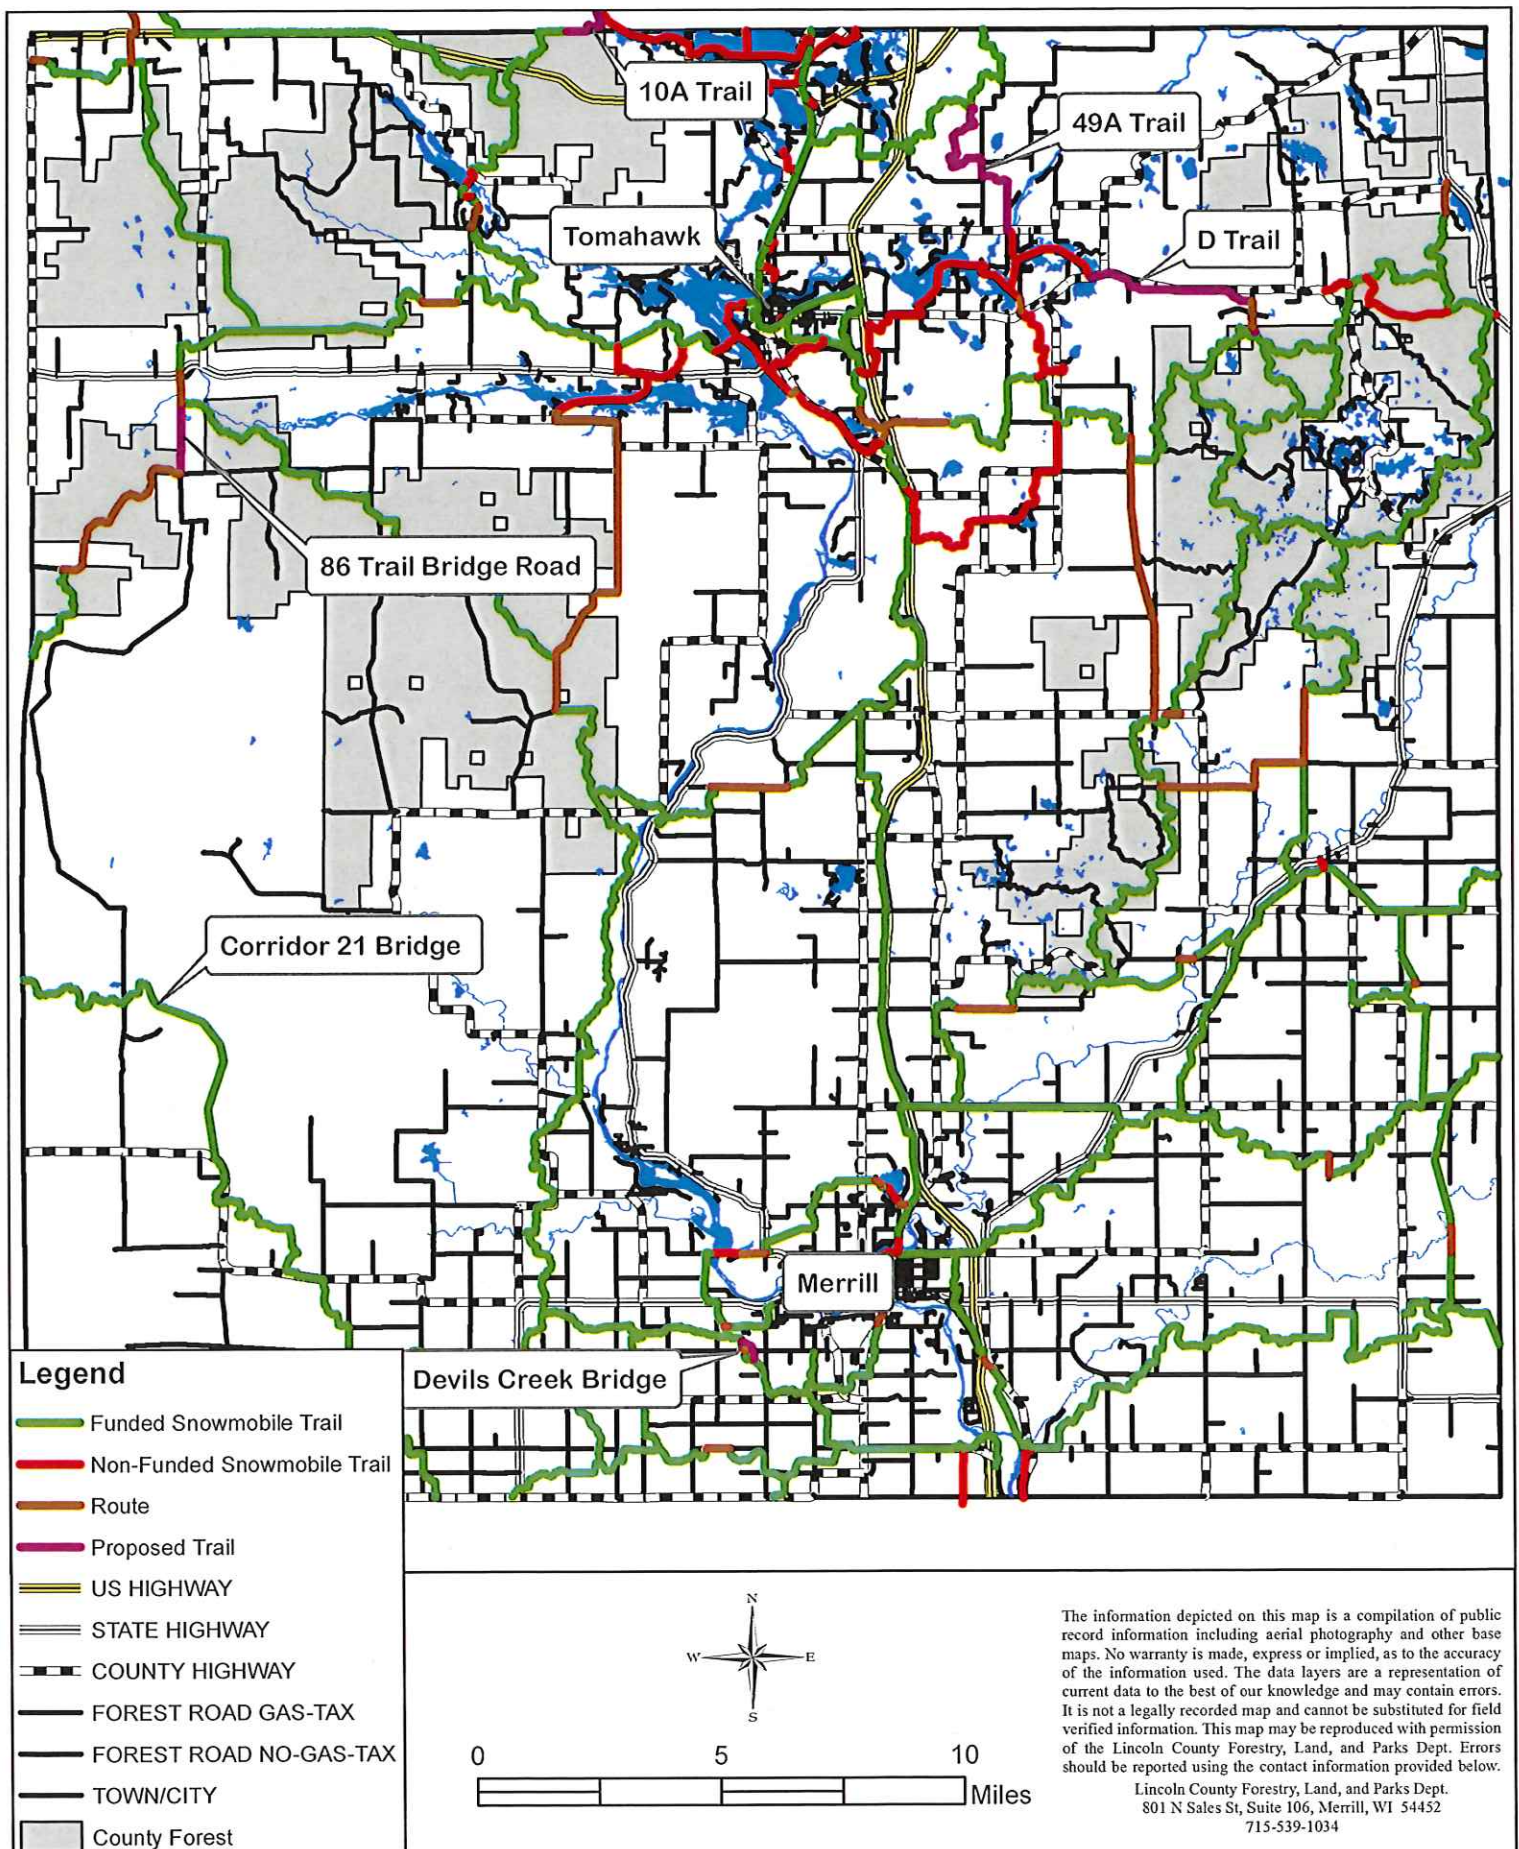 10A Trail
49A Trail
Tomahawk
D Trail
86 Trail Bridge Road
Corridor 21 Bridge
Merrill
Devils Creek Bridge
Legend
Funded Snowmobile Trail
Non-Funded Snowmobile Trail
Route
Proposed Trail
US HIGHWAY
STATE HIGHWAY
COUNTY HIGHWAY
FOREST ROAD GAS-TAX
FOREST ROAD NO-GAS-TAX
TOWN/CITY
County Forest
N
W E
S
0 5 10
Miles
The information depicted on this map is a compilation of public
record information including aerial photography and other base
maps. No warranty is made, express or implied, as to the accuracy
of the information used. The data layers are a representation of
current data to the best of our knowledge and may contain errors.
It is not a legally recorded map and cannot be substituted for field
verified information. This map may be reproduced with permission
of the Lincoln County Forestry, Land, and Parks Dept. Errors
should be reported using the contact information provided below.
Lincoln County Forestry, Land, and Parks Dept.
801 N Sales St, Suite 106, Merrill, WI 54452
715-539-1034